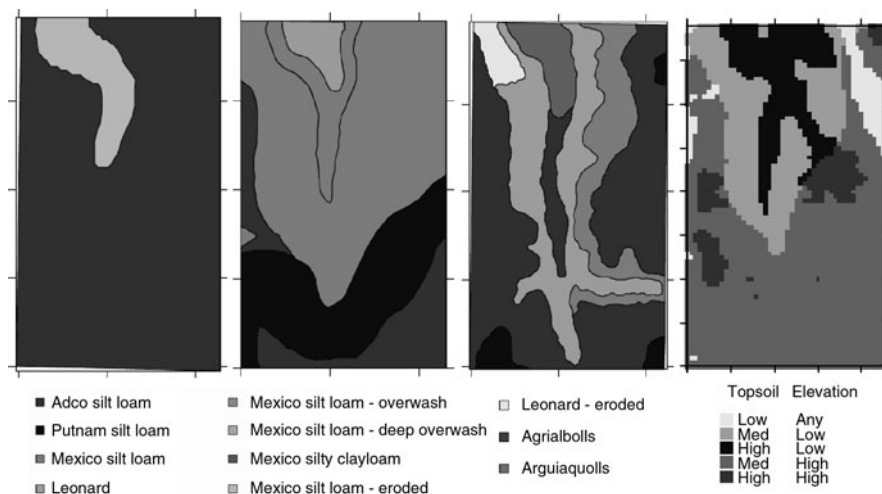 Adco silt loam
Putnam silt loam
Mexico silt loam
Leonard
Mexico silt loam - overwash
Mexico silt loam - deep overwash
Mexico silty clayloam
Mexico silt loam - eroded
Leonard - eroded
Agrialbolls
Arguiaquolls
Topsoil Elevation
Low Any
Med Low
High Low
Med High
High High